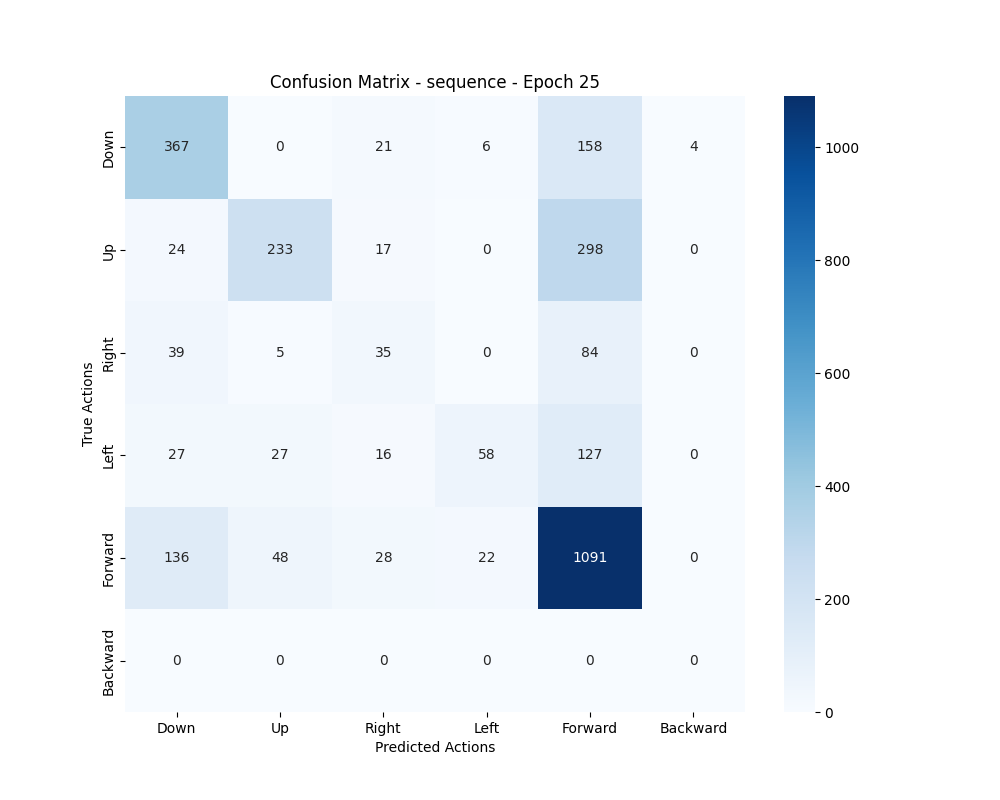 Confusion Matrix - sequence - Epoch 25
True Actions
Down 367 0 21 6 158 4
Up 24 233 17 0 298 0
Right 39 5 35 0 84 0
Left 27 27 16 58 127 0
Forward 136 48 28 22 1091 0
Backward 0 0 0 0 0 0
Down Up Right Left Forward Backward
Predicted Actions
1000
800
600
400
200
0